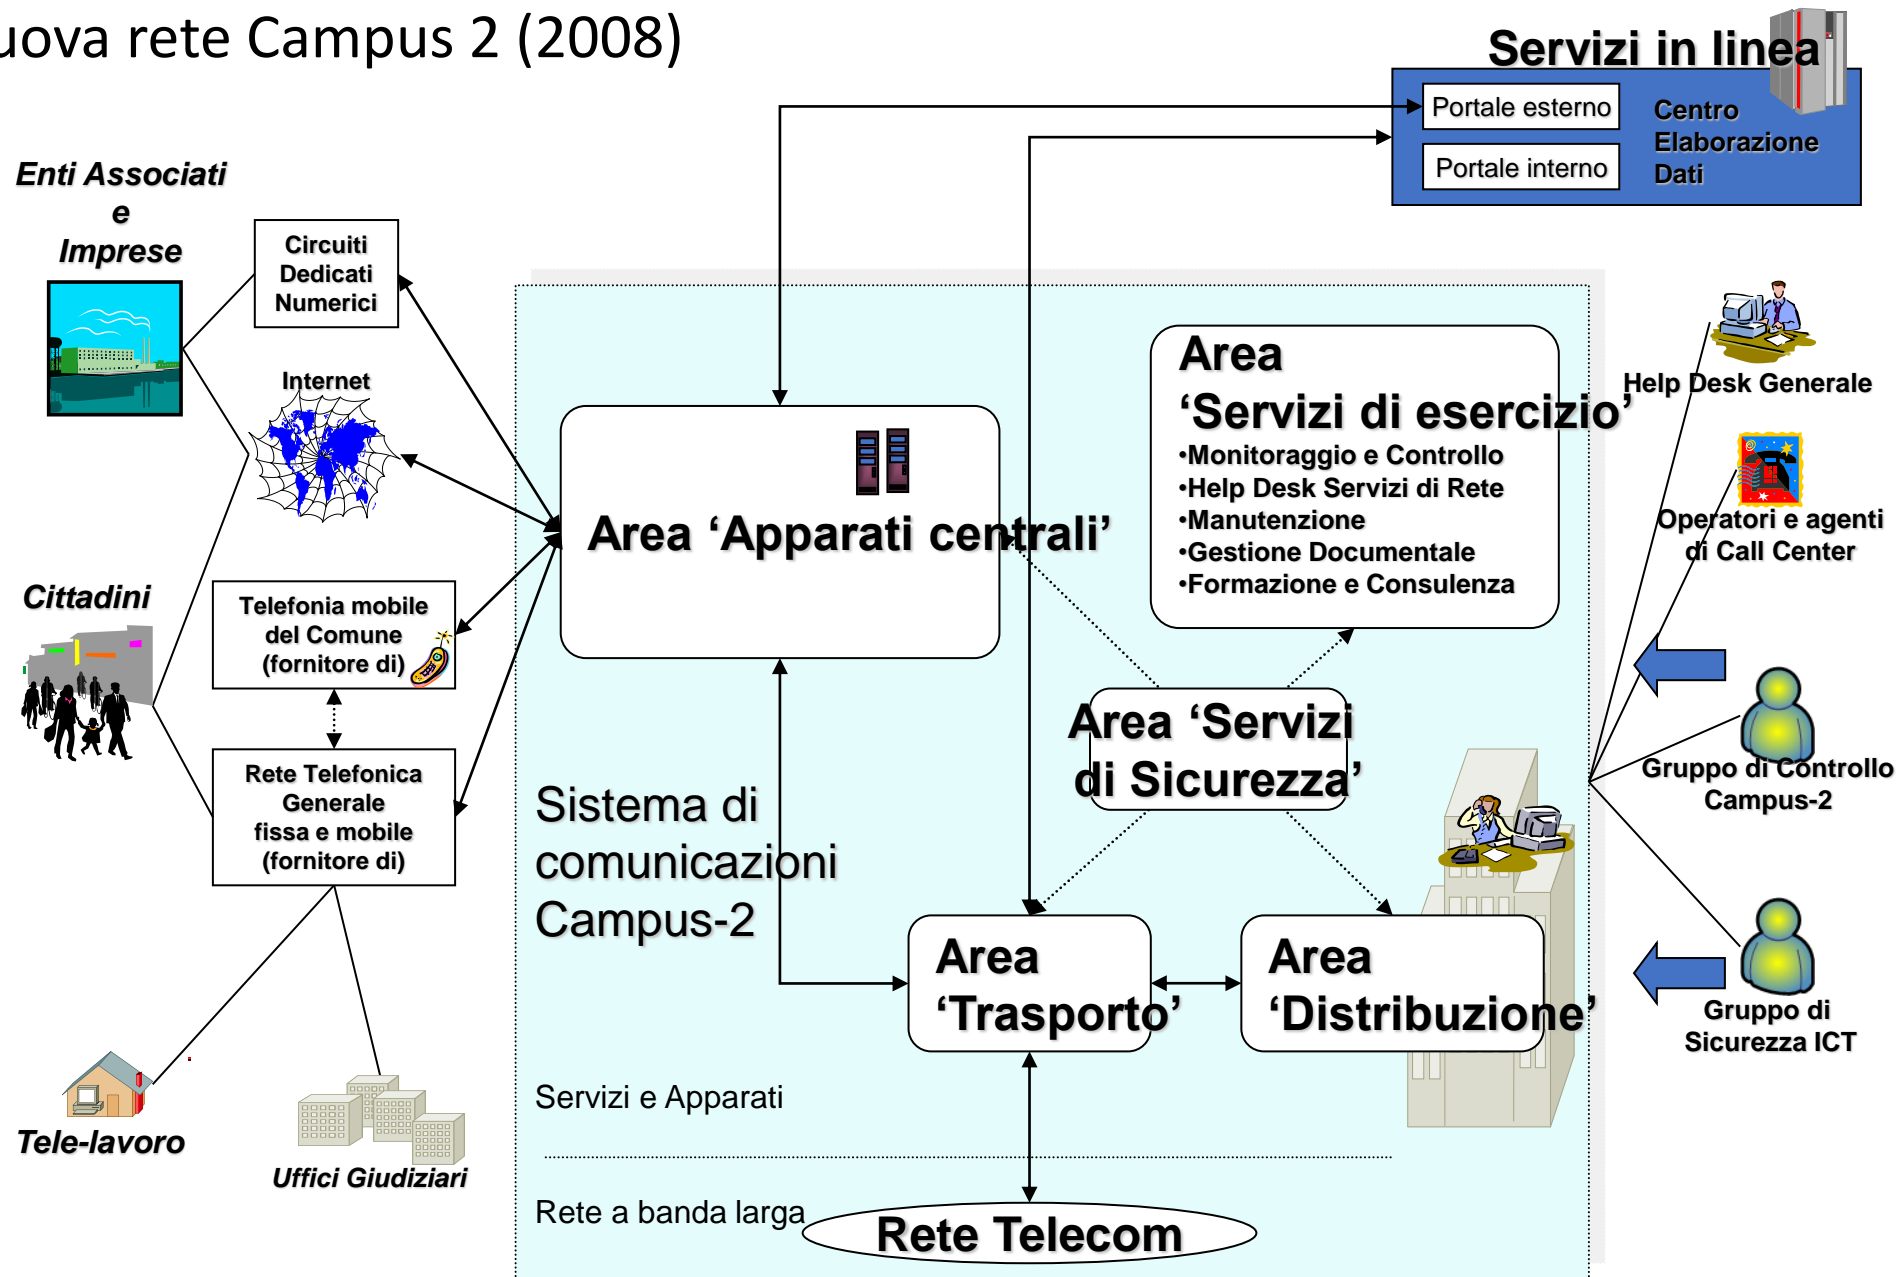 uova rete Campus 2 (2008)
Servizi in linea
Portale esterno
Portale interno
Centro
Elaborazione
Dati
Enti Associati
e
Imprese
Circuiti
Dedicati
Numerici
Internet
Cittadini
Telefonia mobile
del Comune
(fornitore di)
Rete Telefonica
Generale
fissa e mobile
(fornitore di)
Tele-lavoro
Uffici Giudiziari
Area ‘Apparati centrali’
Area
‘Servizi di esercizio’
•Monitoraggio e Controllo
•Help Desk Servizi di Rete
•Manutenzione
•Gestione Documentale
•Formazione e Consulenza
Area ‘Servizi
di Sicurezza’
Sistema di
comunicazioni
Campus-2
Area
‘Trasporto’
Area
‘Distribuzione’
Servizi e Apparati
Rete a banda larga
Rete Telecom
Help Desk Generale
Operatori e agenti
di Call Center
Gruppo di Controllo
Campus-2
Gruppo di
Sicurezza ICT